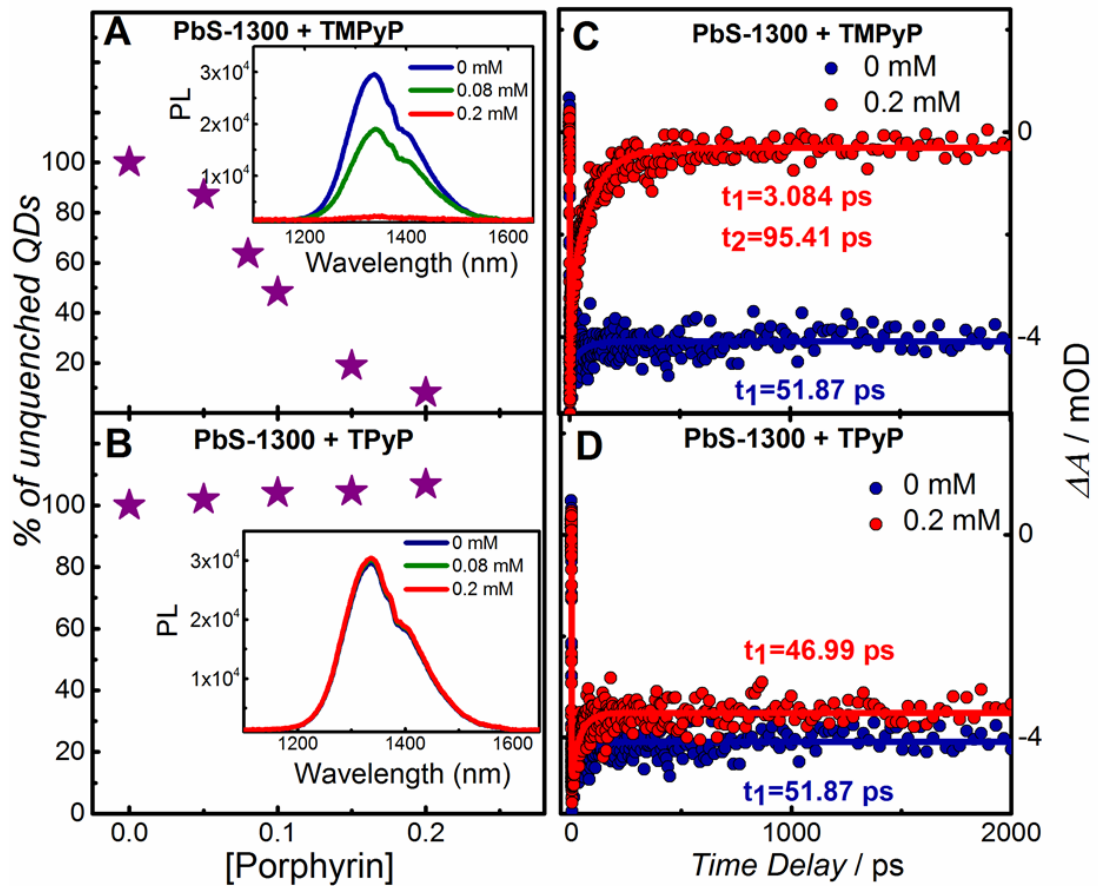 A
PbS-1300 + TMPyP
PL
3x10⁴
2x10⁴
1x10⁴
0 mM
0.08 mM
0.2 mM
1200
1400
1600
Wavelength (nm)
100
80
60
40
20
% of unquenched QDs
B
PbS-1300 + TPyP
PL
3x10⁴
2x10⁴
1x10⁴
0 mM
0.08 mM
0.2 mM
1200
1400
1600
Wavelength (nm)
100
80
60
40
20
0
0.0
0.1
0.2
[Porphyrin]
C
PbS-1300 + TMPyP
0 mM
0.2 mM
t₁=3.084 ps
t₂=95.41 ps
t₁=51.87 ps
0
-4
ΔA / mOD
D
PbS-1300 + TPyP
0 mM
0.2 mM
t₁=46.99 ps
t₁=51.87 ps
0
-4
0
1000
2000
Time Delay / ps